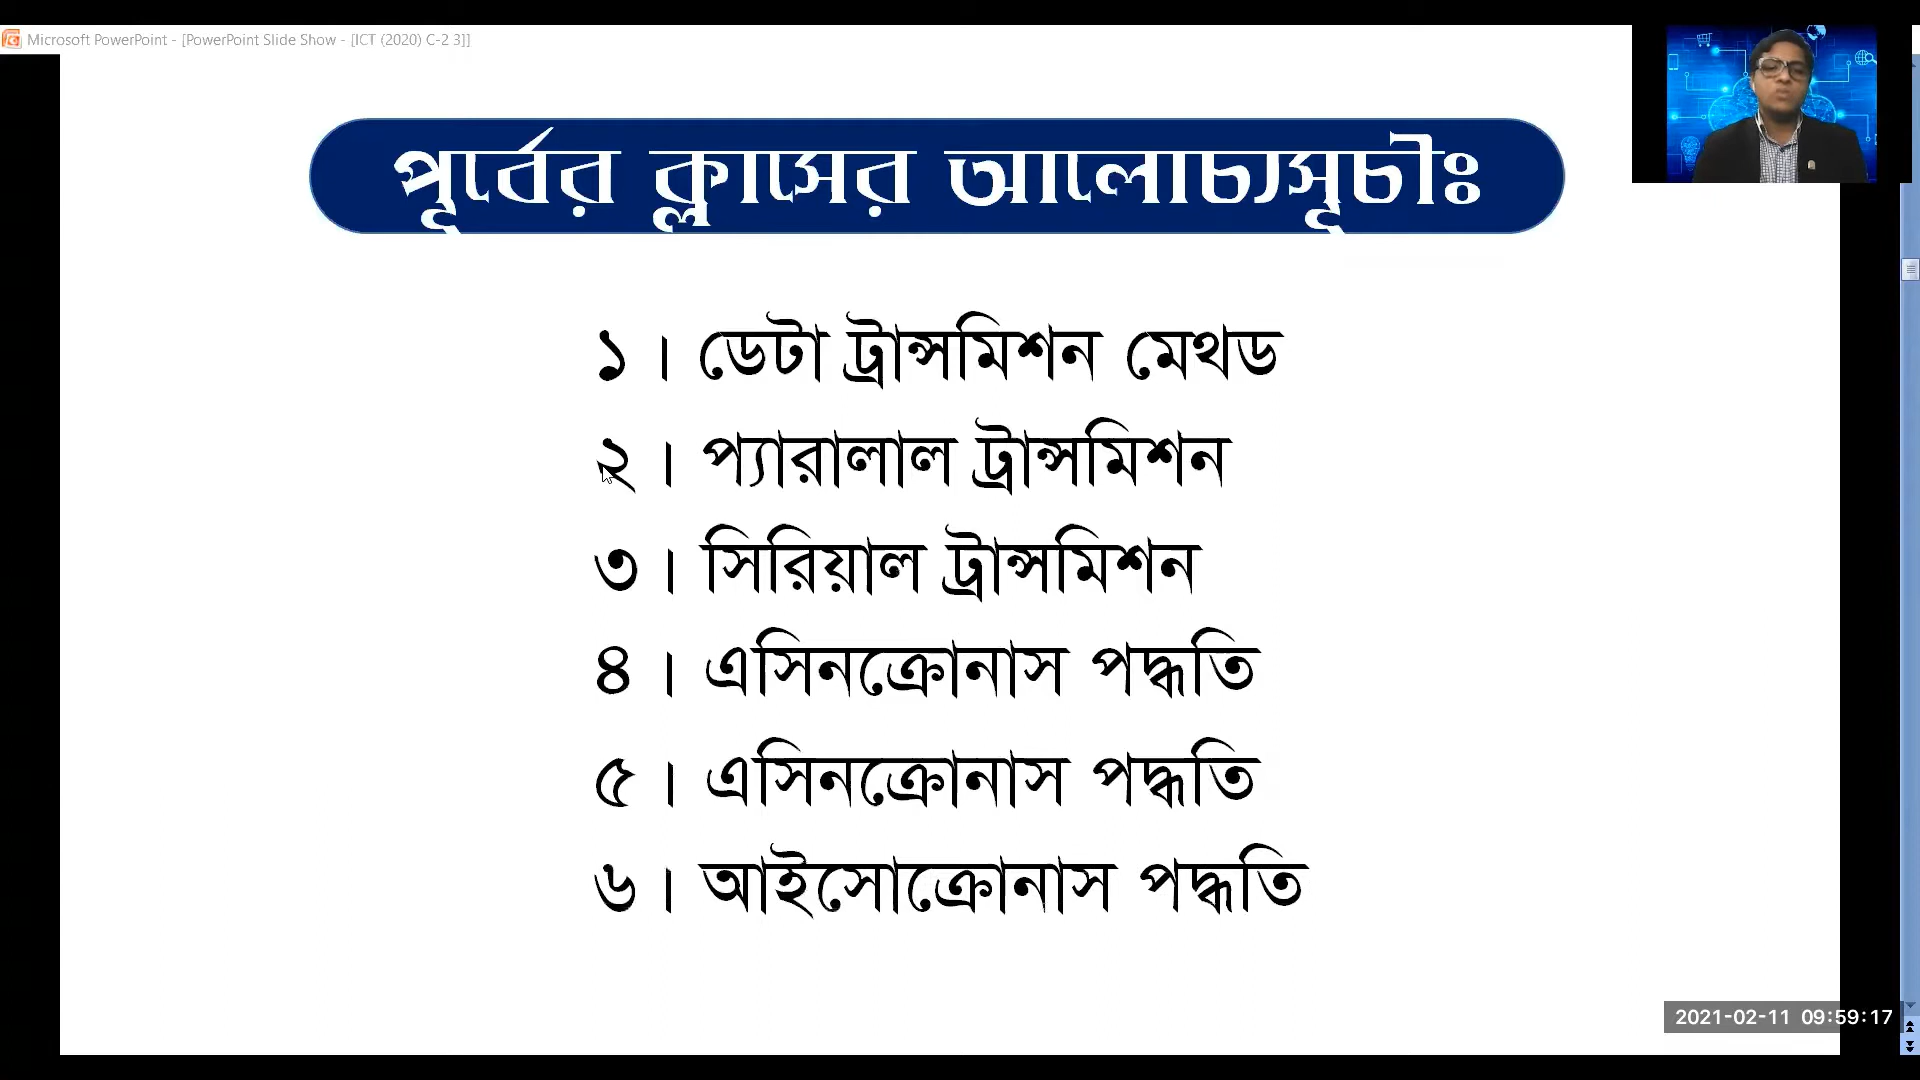 Microsoft PowerPoint - [PowerPoint Slide Show - [ICT (2020) C-2 3]]
পূর্বের ক্লাসের আলোচ্যসূচীঃ
১। ডেটা ট্রান্সমিশন মেথড
২। প্যারালাল ট্রান্সমিশন
৩। সিরিয়াল ট্রান্সমিশন
৪। এসিনক্রোনাস পদ্ধতি
৫। এসিনক্রোনাস পদ্ধতি
৬। আইসোক্রোনাস পদ্ধতি
2021-02-11 09:59:17